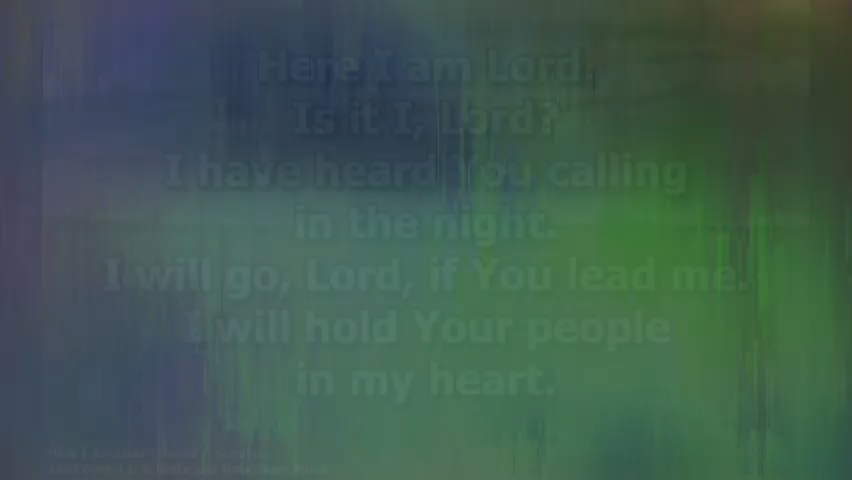 Here I am Lord,
Is it I, Lord?
I have heard You calling
in the night.
I will go, Lord, if You lead me.
I will hold Your people
in my heart.